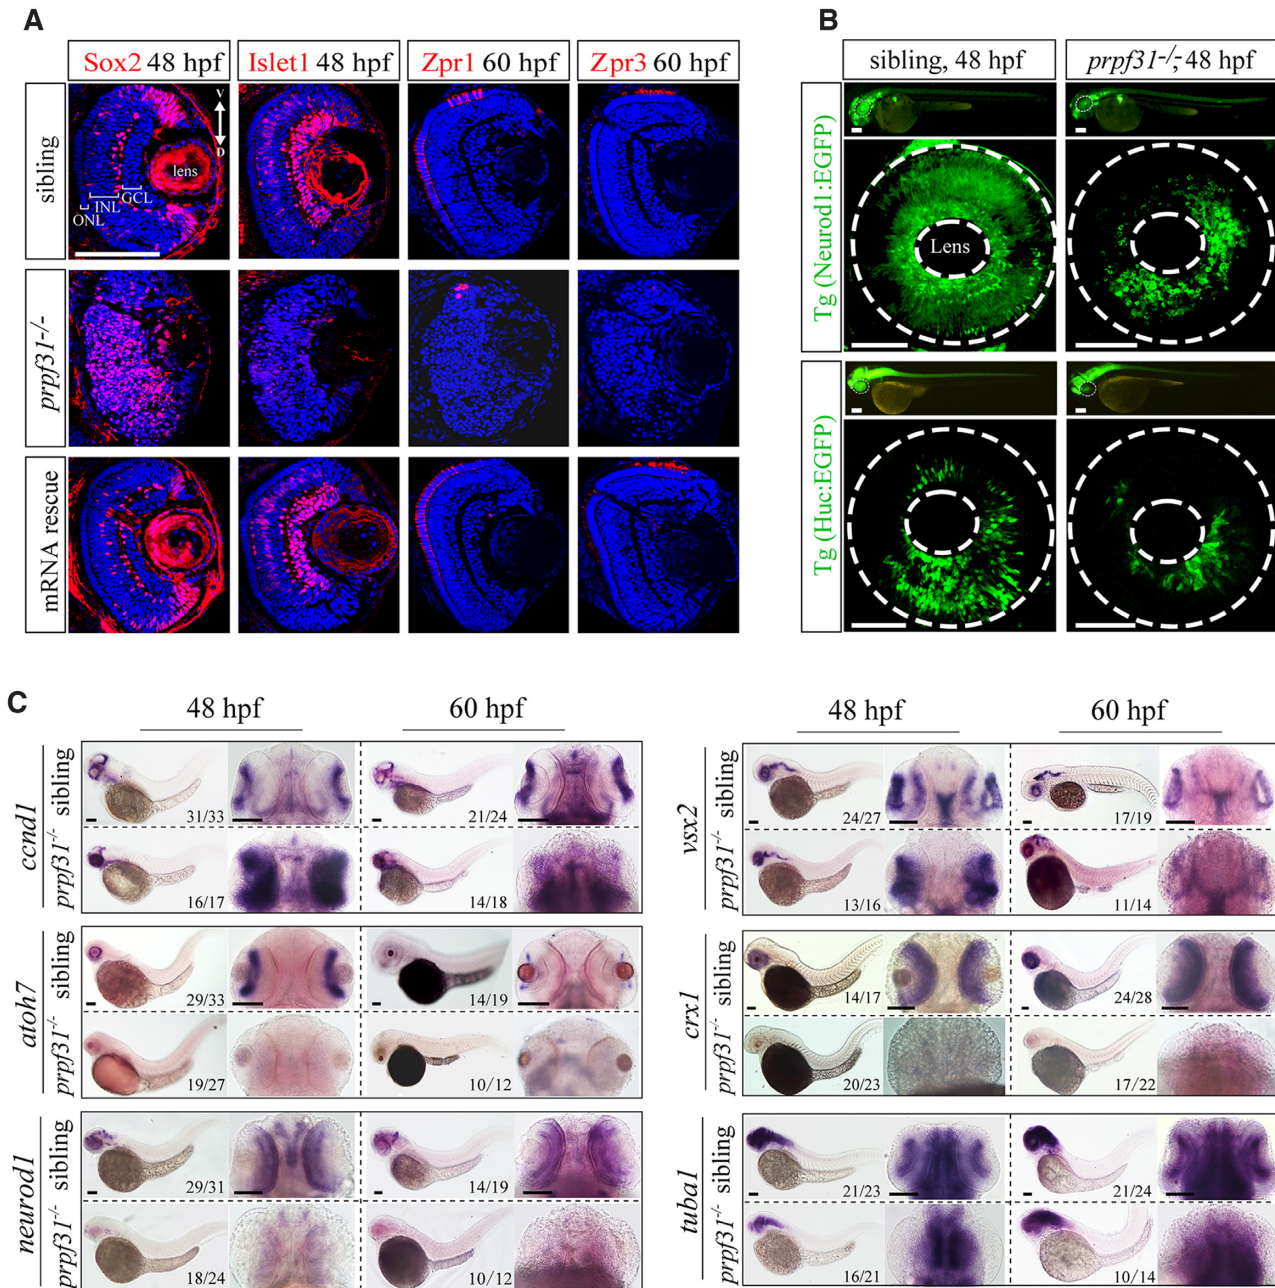 A
Sox2 48 hpf Islet1 48 hpf Zpr1 60 hpf Zpr3 60 hpf
sibling
V
D
lens
GCL
INL
ONL
prpf31-/-
mRNA rescue
B
sibling, 48 hpf prpf31-/-, 48 hpf
Tg (Neurod1:EGFP)
Lens
Tg (Huc:EGFP)
C
48 hpf 60 hpf
ccnd1
sibling
31/33 21/24
prpf31-/-
16/17 14/18
atoh7
sibling
29/33 14/19
prpf31-/-
19/27 10/12
neurod1
sibling
29/31 14/19
prpf31-/-
18/24 10/12
48 hpf 60 hpf
vsx2
sibling
24/27 17/19
prpf31-/-
13/16 11/14
crx1
sibling
14/17 24/28
prpf31-/-
20/23 17/22
tuba1
sibling
21/23 21/24
prpf31-/-
16/21 10/14